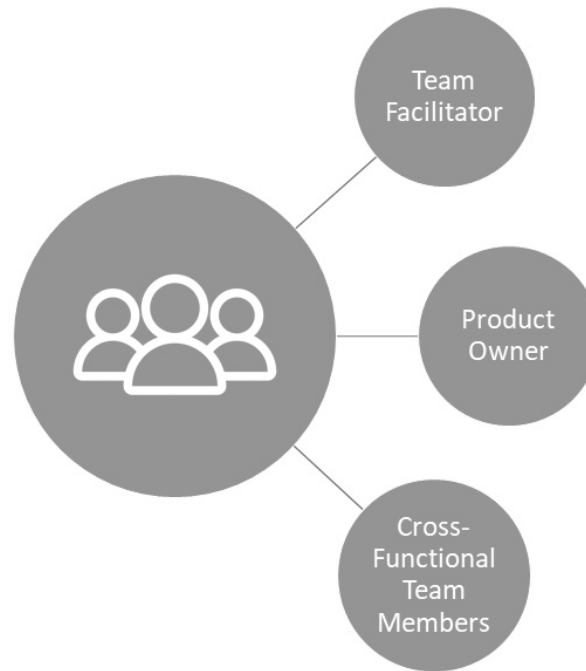 Team
Facilitator
Product
Owner
Cross-
Functional
Team
Members